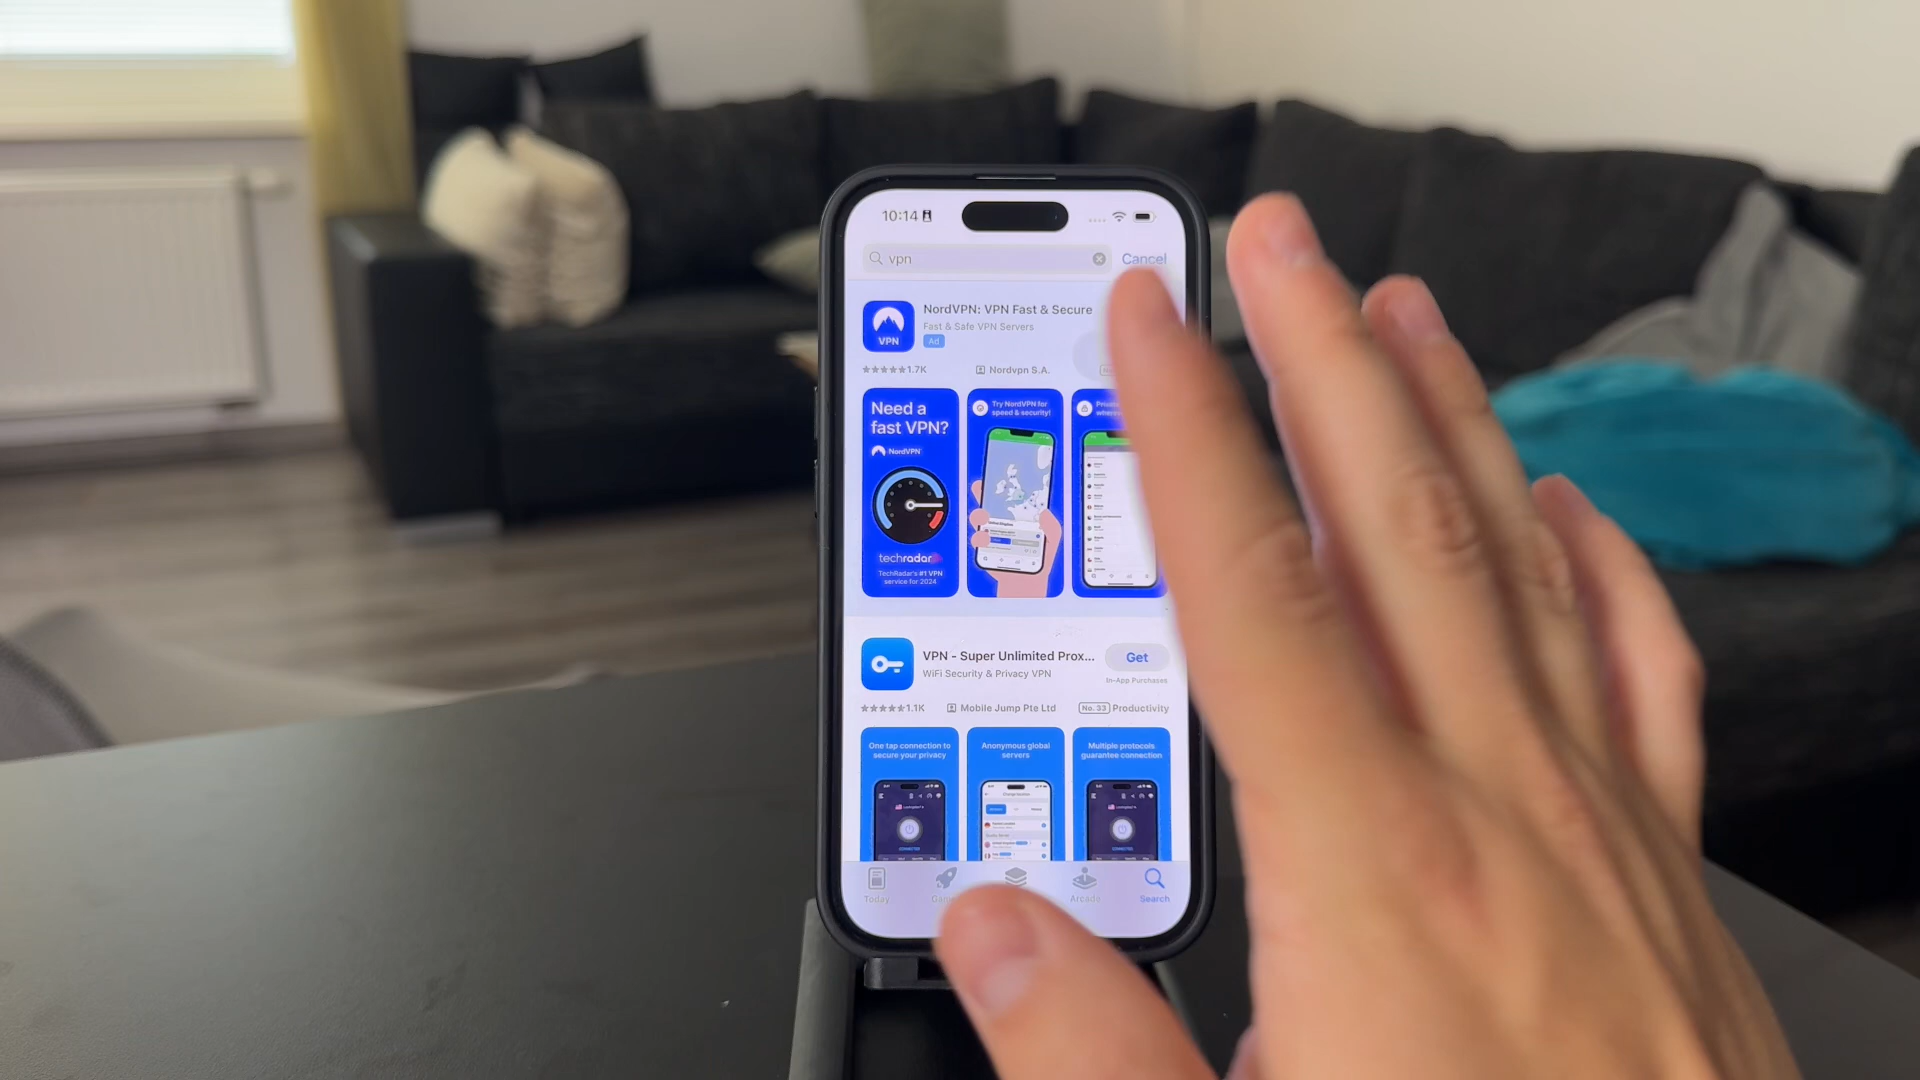 10:14
vpn
Cancel
NordVPN: VPN Fast & Secure
Fast & Safe VPN Servers
VPN
Ad
1.7K
Nordvpn S.A.
Need a
fast VPN?
NordVPN
techradar
TechRadar's #1 VPN
service for 2024
Try NordVPN for
speed & security!
VPN - Super Unlimited Prox...
WiFi Security & Privacy VPN
Get
In-App Purchases
1.1K
Mobile Jump Pte Ltd
No. 33 Productivity
One tap connection to
secure your privacy
Anonymous global
servers
Multiple protocols
guarantee connection
CONNECTED
CONNECTED
Today
Arcade
Search